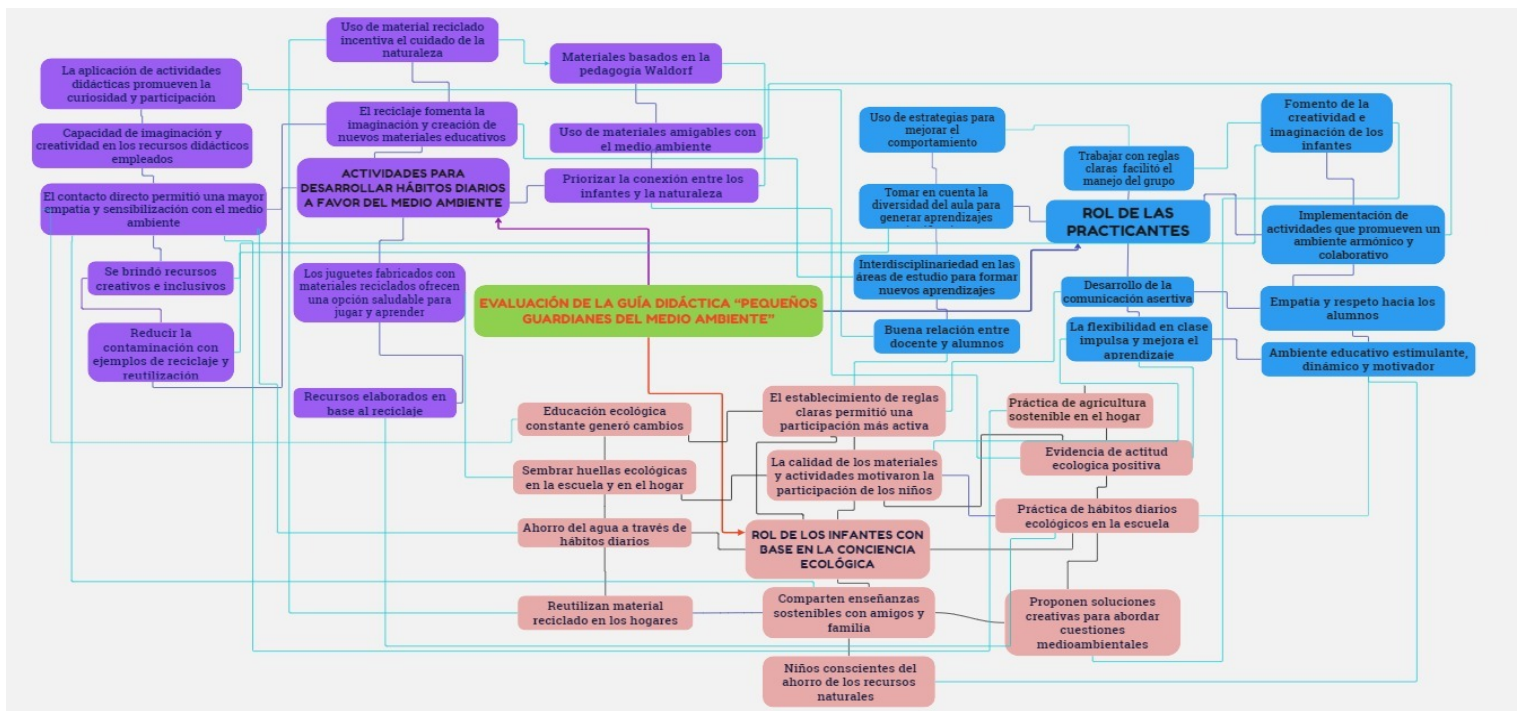 Uso de material reciclado
incentiva el cuidado de la
naturaleza
Materiales basados en la
pedagogía Waldorf
La aplicación de actividades
didácticas promueven la
curiosidad y participación
El reciclaje fomenta la
imaginación y creación de
nuevos materiales educativos
Capacidad de imaginación y
creatividad en los recursos didácticos
empleados
Uso de materiales amigables con
el medio ambiente
ACTIVIDADES PARA
DESARROLLAR HÁBITOS DIARIOS
A FAVOR DEL MEDIO AMBIENTE
Priorizar la conexión entre los
infantes y la naturaleza
El contacto directo permitió una mayor
empatía y sensibilización con el medio
ambiente
Se brindó recursos
creativos e inclusivos
Los juguetes fabricados con
materiales reciclados ofrecen
una opción saludable para
jugar y aprender
Reducir la
contaminación con
ejemplos de reciclaje y
reutilización
Recursos elaborados en
base al reciclaje
EVALUACIÓN DE LA GUÍA DIDÁCTICA “PEQUEÑOS
GUARDIANES DEL MEDIO AMBIENTE”
Uso de estrategias para
mejorar el
comportamiento
Fomento de la
creatividad e
imaginación de los
infantes
Trabajar con reglas
claras facilitó el
manejo del grupo
Tomar en cuenta la
diversidad del aula para
generar aprendizajes
ROL DE LAS
PRACTICANTES
Implementación de
actividades que promueven un
ambiente armónico y
colaborativo
Interdisciplinariedad en las
áreas de estudio para formar
nuevos aprendizajes
Desarrollo de la
comunicación asertiva
Empatía y respeto hacia los
alumnos
Buena relación entre
docente y alumnos
La flexibilidad en clase
impulsa y mejora el
aprendizaje
Ambiente educativo estimulante,
dinámico y motivador
Educación ecológica
constante generó cambios
El establecimiento de reglas
claras permitió una
participación más activa
Práctica de agricultura
sostenible en el hogar
Sembrar huellas ecológicas
en la escuela y en el hogar
La calidad de los materiales
y actividades motivaron la
participación de los niños
Evidencia de actitud
ecologica positiva
Ahorro del agua a través de
hábitos diarios
ROL DE LOS INFANTES CON
BASE EN LA CONCIENCIA
ECOLÓGICA
Práctica de hábitos diarios
ecológicos en la escuela
Reutilizan material
reciclado en los hogares
Comparten enseñanzas
sostenibles con amigos y
familia
Proponen soluciones
creativas para abordar
cuestiones
medioambientales
Niños conscientes del
ahorro de los recursos
naturales